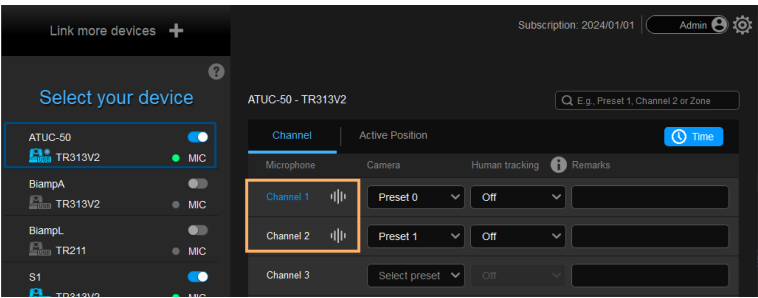 Link more devices +
Subscription: 2024/01/01
Admin
?
Select your device
ATUC-50 - TR313V2
E.g., Preset 1, Channel 2 or Zone
ATUC-50
TR313V2 MIC
Channel Active Position
Time
Microphone Camera Human tracking i Remarks
BiampA
TR313V2 MIC
Channel 1 Preset 0 Off
BiampL
TR211 MIC
Channel 2 Preset 1 Off
S1
TR313V2 MIC
Channel 3 Select preset Off